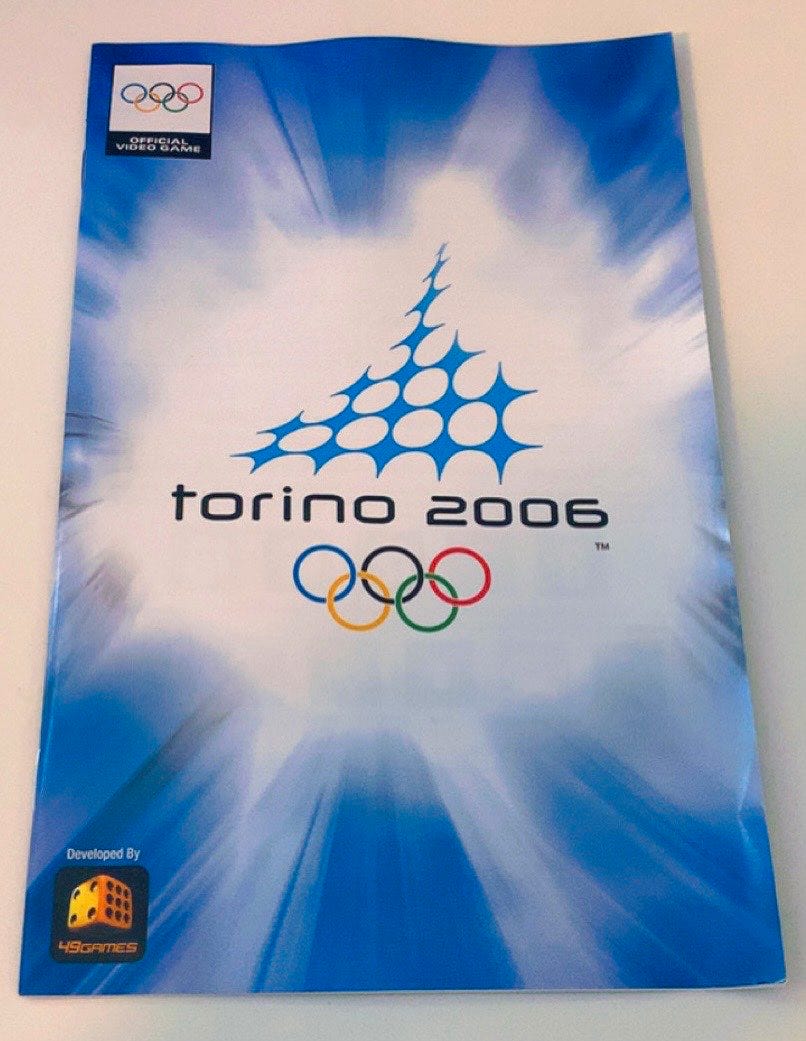 OFFICIAL
VIDEO GAME
torino 2006
TM
Developed By
49GAMES